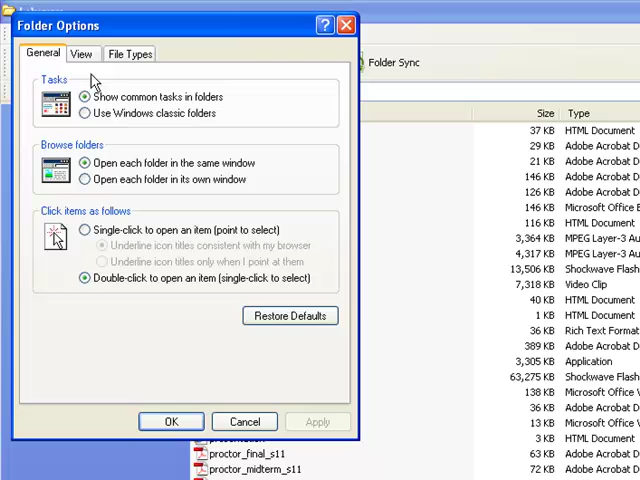 Folder Options
General View File Types
Folder Sync
Tasks
Show common tasks in folders
Use Windows classic folders
Browse folders
Open each folder in the same window
Open each folder in its own window
Click items as follows
Single-click to open an item (point to select)
Underline icon titles consistent with my browser
Underline icon titles only when I point at them
Double-click to open an item (single-click to select)
Restore Defaults
OK Cancel Apply
Size Type
37 KB HTML Document
29 KB Adobe Acrobat D
21 KB Adobe Acrobat D
146 KB Adobe Acrobat D
126 KB Adobe Acrobat D
146 KB Microsoft Office
116 KB HTML Document
3,364 KB MPEG Layer-3 Au
4,317 KB MPEG Layer-3 Au
13,506 KB Shockwave Flash
7,318 KB Video Clip
40 KB HTML Document
1 KB HTML Document
36 KB Rich Text Format
389 KB Adobe Acrobat D
3,305 KB Application
63,275 KB Shockwave Flash
138 KB Microsoft Office
36 KB Adobe Acrobat D
13 KB Microsoft Office
3 KB HTML Document
proctor_final_s11 63 KB Adobe Acrobat D
proctor_midterm_s11 72 KB Adobe Acrobat D